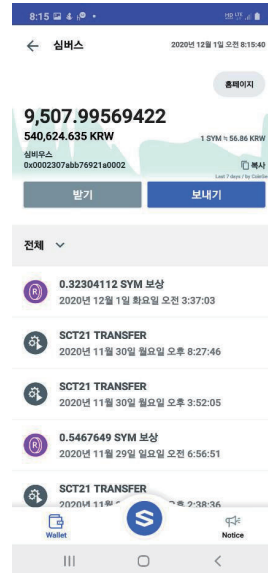 8:15
심버스
2020년 12월 1일 오전 8:15:40
홈페이지
9,507.99569422
540,624.635 KRW
1 SYM ≒ 56.86 KRW
심비우스
0x0002307abb76921a0002
복사
Last 7 days / by CoinGe
받기
보내기
전체
0.32304112 SYM 보상
2020년 12월 1일 화요일 오전 3:37:03
SCT21 TRANSFER
2020년 11월 30일 월요일 오후 8:27:46
SCT21 TRANSFER
2020년 11월 30일 월요일 오후 3:52:05
0.5467649 SYM 보상
2020년 11월 29일 일요일 오전 6:56:51
SCT21 TRANSFER
2:38:36
Wallet
Notice